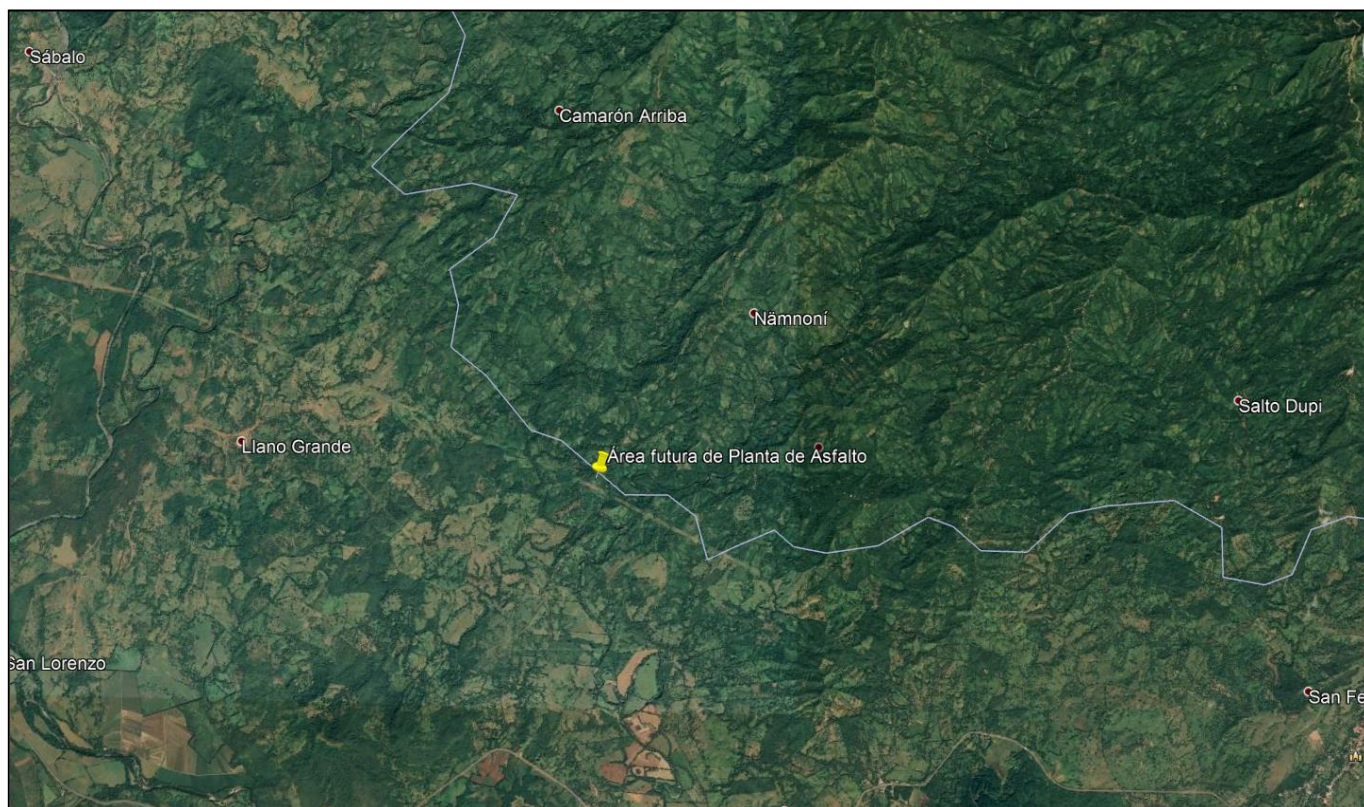 Sábalo
Camarón Arriba
Nämnoní
Salto Dupi
Llano Grande
Área futura de Planta de Asfalto
San Lorenzo
San Fe